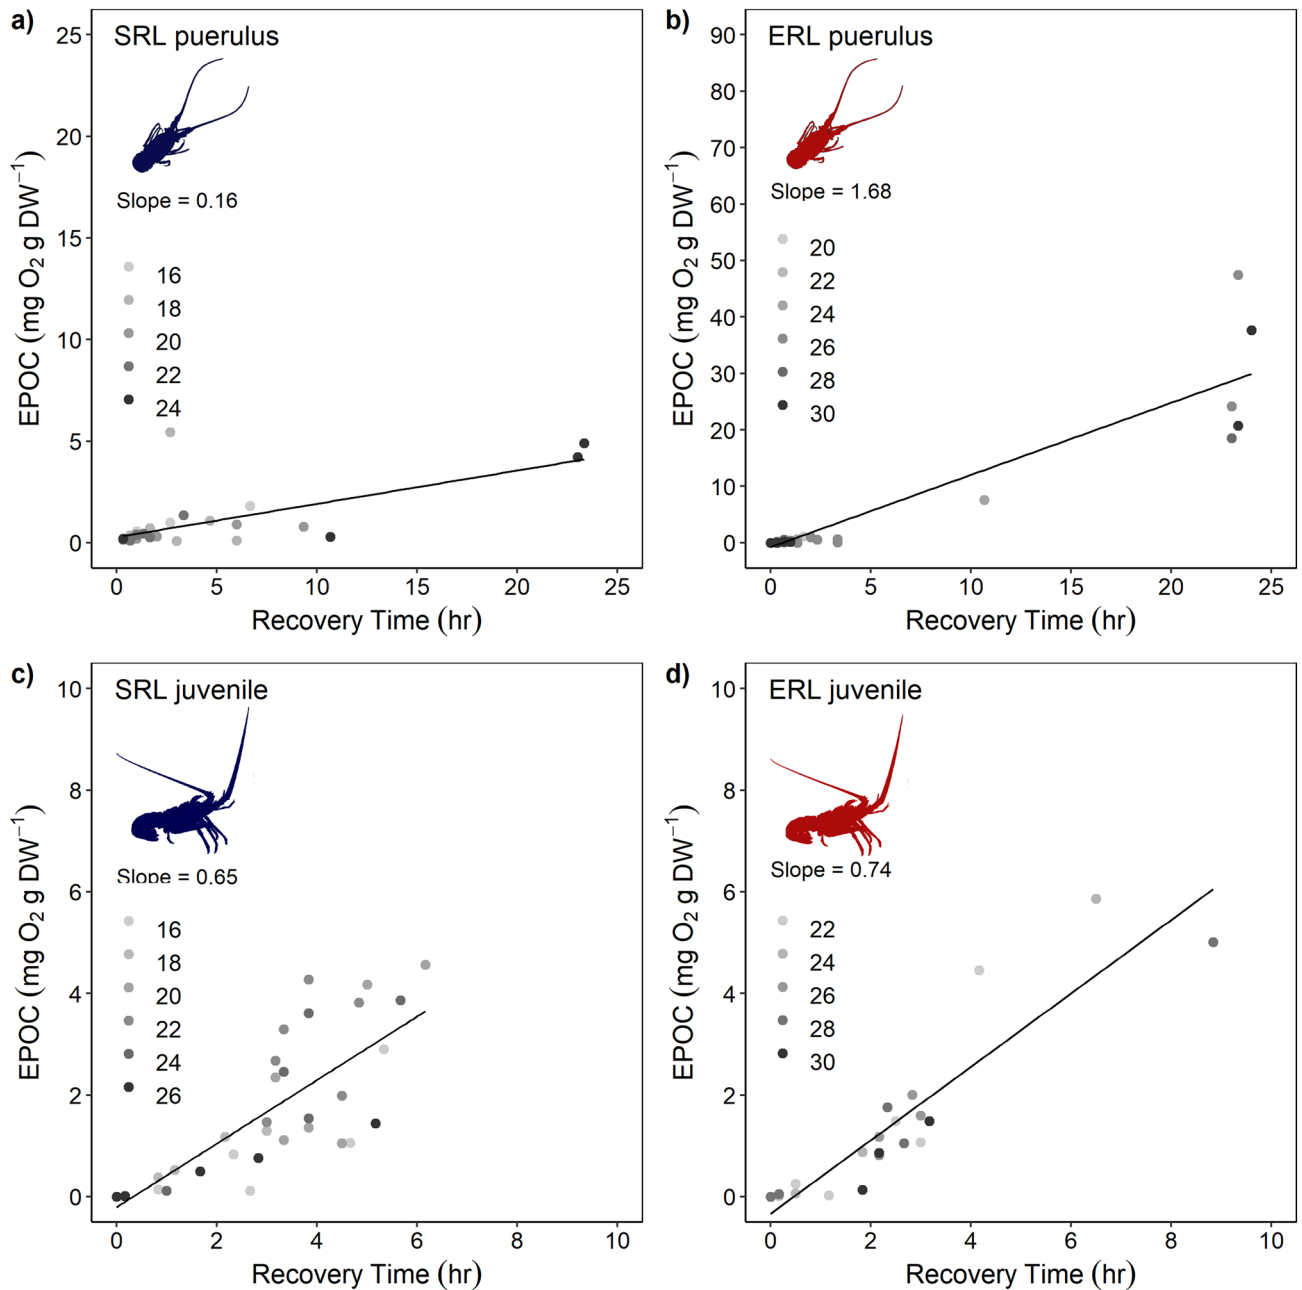 a)
SRL puerulus
Slope = 0.16
16
18
20
22
24
25
20
15
10
5
0
EPOC (mg O₂ g DW⁻¹)
0 5 10 15 20 25
Recovery Time (hr)
b)
ERL puerulus
Slope = 1.68
20
22
24
26
28
30
90
80
70
60
50
40
30
20
10
0
EPOC (mg O₂ g DW⁻¹)
0 5 10 15 20 25
Recovery Time (hr)
c)
SRL juvenile
Slope = 0.65
16
18
20
22
24
26
10
8
6
4
2
0
EPOC (mg O₂ g DW⁻¹)
0 2 4 6 8 10
Recovery Time (hr)
d)
ERL juvenile
Slope = 0.74
22
24
26
28
30
10
8
6
4
2
0
EPOC (mg O₂ g DW⁻¹)
0 2 4 6 8 10
Recovery Time (hr)